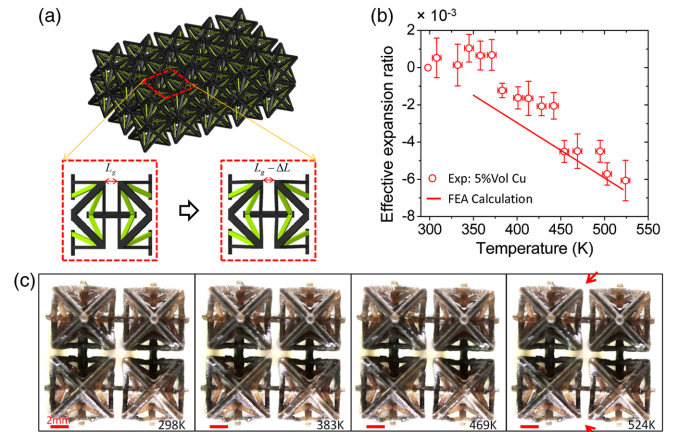 (a)
L_g
L_g − ΔL
(b)
× 10⁻³
Effective expansion ratio
2
0
-2
-4
-6
-8
Exp: 5%Vol Cu
FEA Calculation
300 350 400 450 500 550
Temperature (K)
(c)
2mm
298K
383K
469K
524K